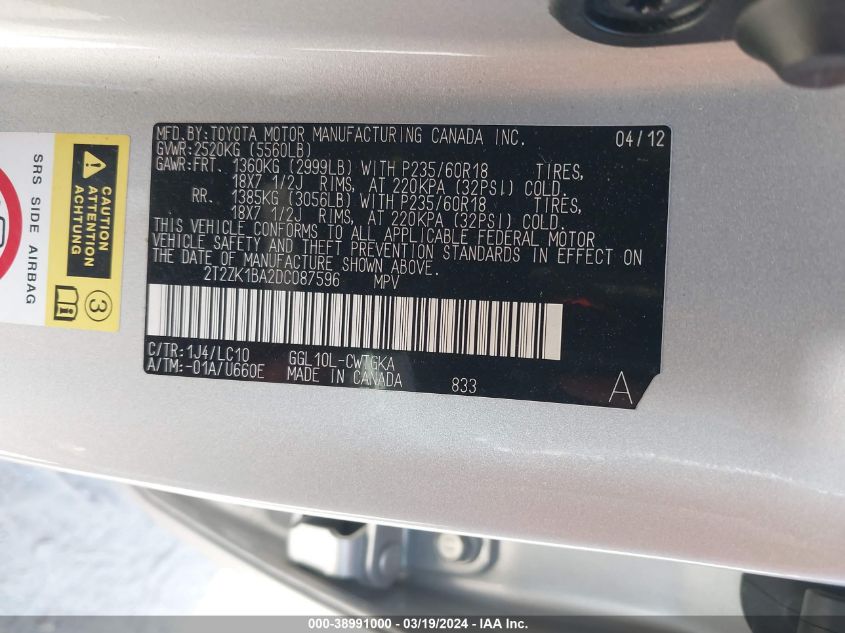 SRS SIDE AIRBAG
CAUTION
ATTENTION
ACHTUNG
3
MFD.BY:TOYOTA MOTOR MANUFACTURING CANADA INC. 04/12
GVWR:2520KG (5560LB)
GAWR:FRT. 1360KG (2999LB) WITH P235/60R18 TIRES,
18X7 1/2J RIMS, AT 220KPA (32PSI) COLD.
RR. 1385KG (3056LB) WITH P235/60R18 TIRES,
18X7 1/2J RIMS, AT 220KPA (32PSI) COLD.
THIS VEHICLE CONFORMS TO ALL APPLICABLE FEDERAL MOTOR
VEHICLE SAFETY AND THEFT PREVENTION STANDARDS IN EFFECT ON
THE DATE OF MANUFACTURE SHOWN ABOVE.
2T2ZK1BA2DC087596 MPV
C/TR:1J4/LC10 GGL10L-CWTGKA
A/TM:-01A/U660E MADE IN CANADA 833
A
000-38991000 - 03/19/2024 - IAA Inc.